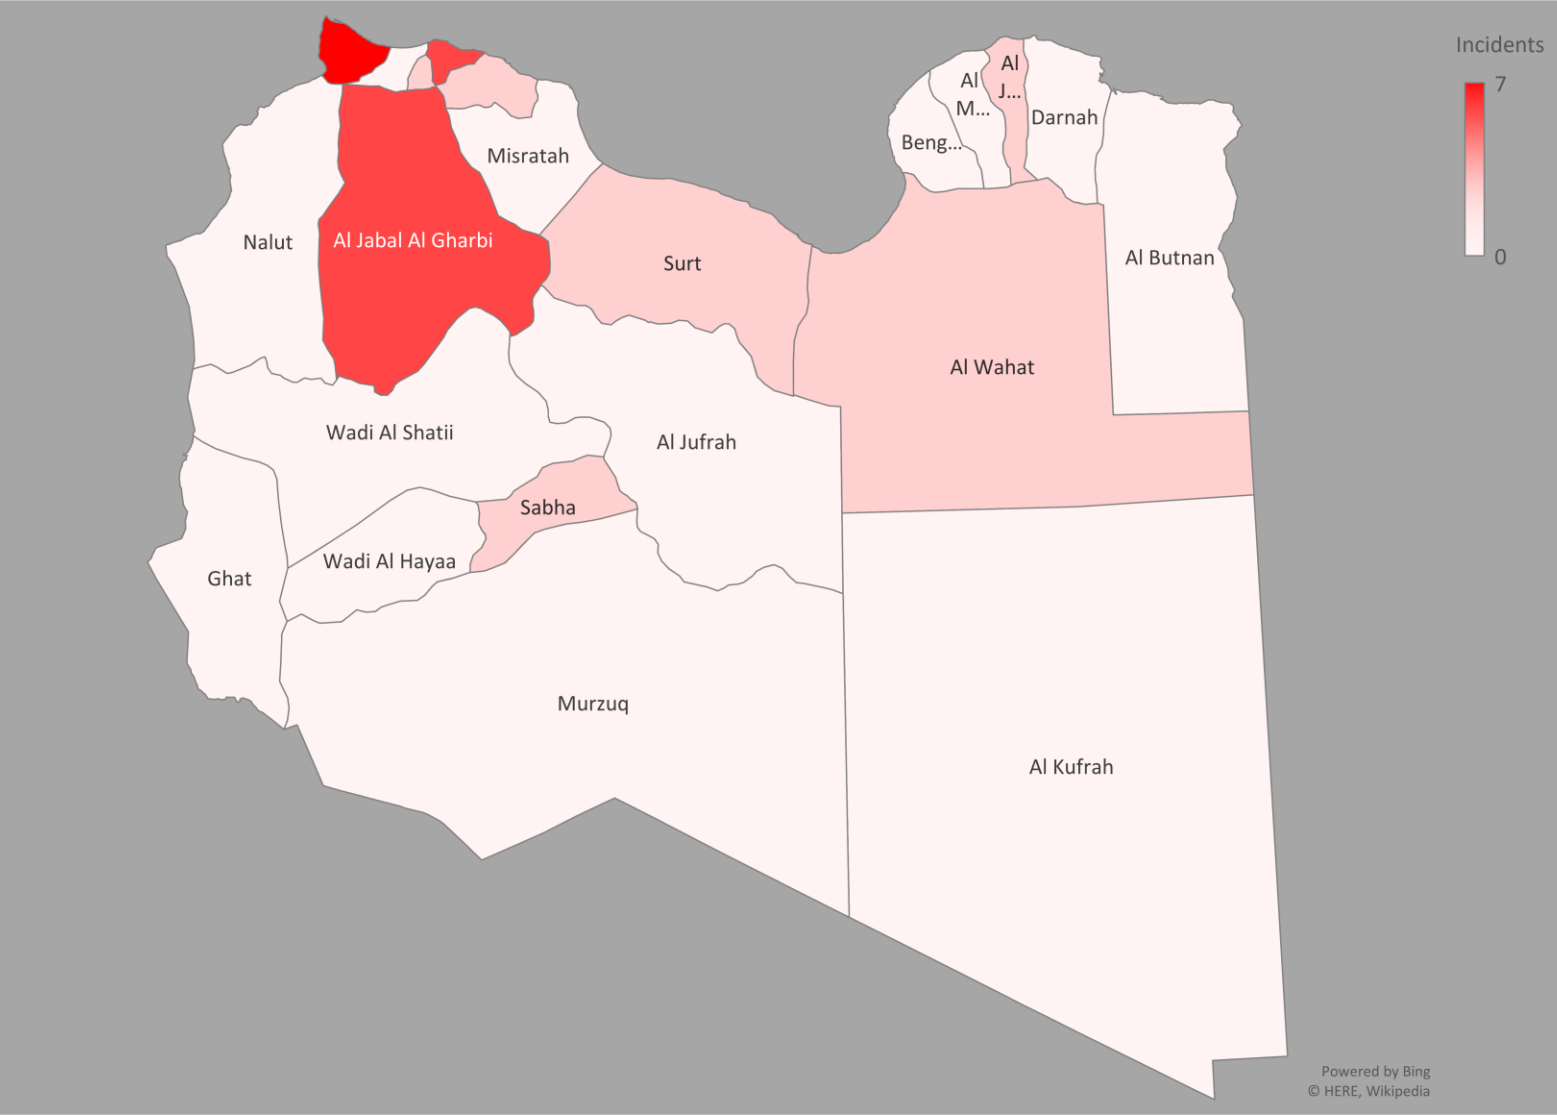 Incidents
7
0
Al
J...
Al
M...
Darnah
Beng...
Misratah
Nalut
Al Jabal Al Gharbi
Surt
Al Butnan
Al Wahat
Wadi Al Shatii
Al Jufrah
Sabha
Wadi Al Hayaa
Ghat
Murzuq
Al Kufrah
Powered by Bing
© HERE, Wikipedia